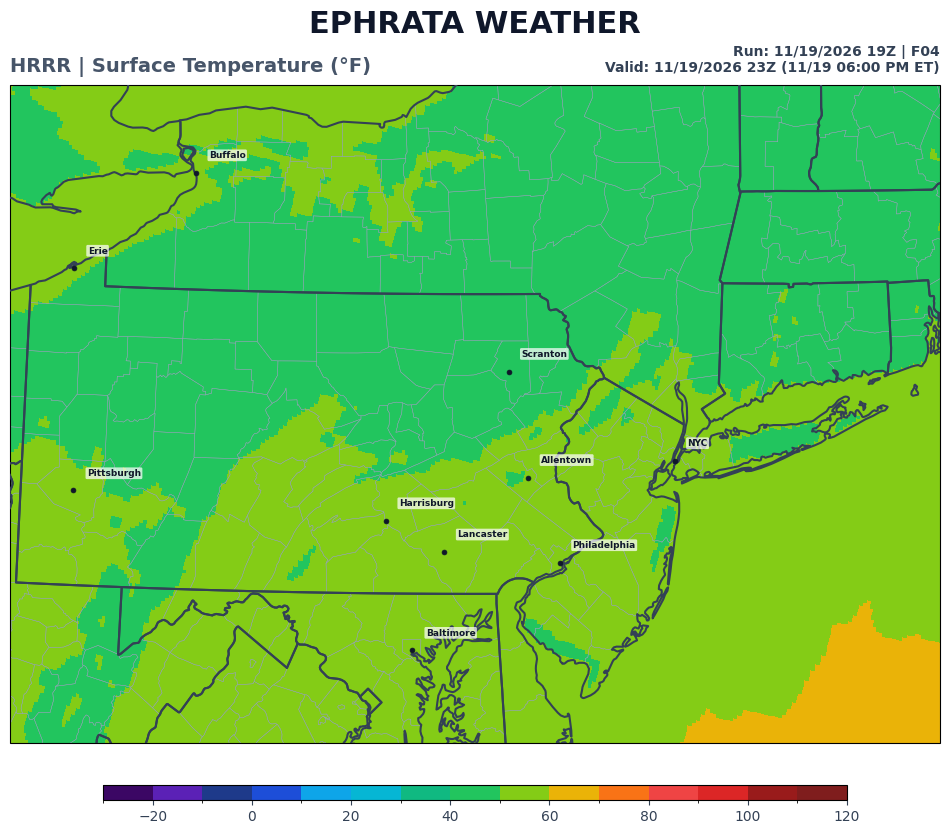 EPHRATA WEATHER
HRRR | Surface Temperature (°F)
Run: 11/19/2026 19Z | F04
Valid: 11/19/2026 23Z (11/19 06:00 PM ET)
Buffalo
Erie
Scranton
NYC
Allentown
Pittsburgh
Harrisburg
Lancaster
Philadelphia
Baltimore
−20 0 20 40 60 80 100 120